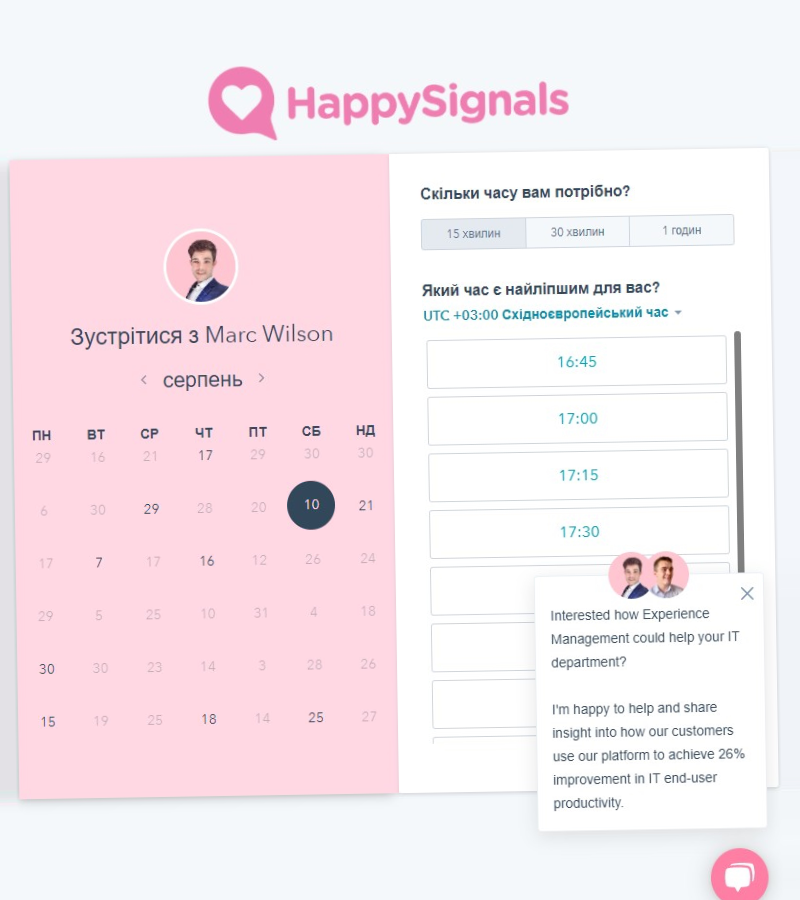 HappySignals
Зустрітися з Marc Wilson
серпень
ПН ВТ СР ЧТ ПТ СБ НД
29 16 21 17 29 30 30
6 30 29 28 20 10 21
17 7 17 16 12 26 24
29 5 25 10 31 4 18
30 30 23 14 3 28 26
15 19 25 18 14 25 27
Скільки часу вам потрібно?
15 хвилин 30 хвилин 1 годин
Який час є найліпшим для вас?
UTC +03:00 Східноєвропейський час
16:45
17:00
17:15
17:30
Interested how Experience
Management could help your IT
department?
I'm happy to help and share
insight into how our customers
use our platform to achieve 26%
improvement in IT end-user
productivity.